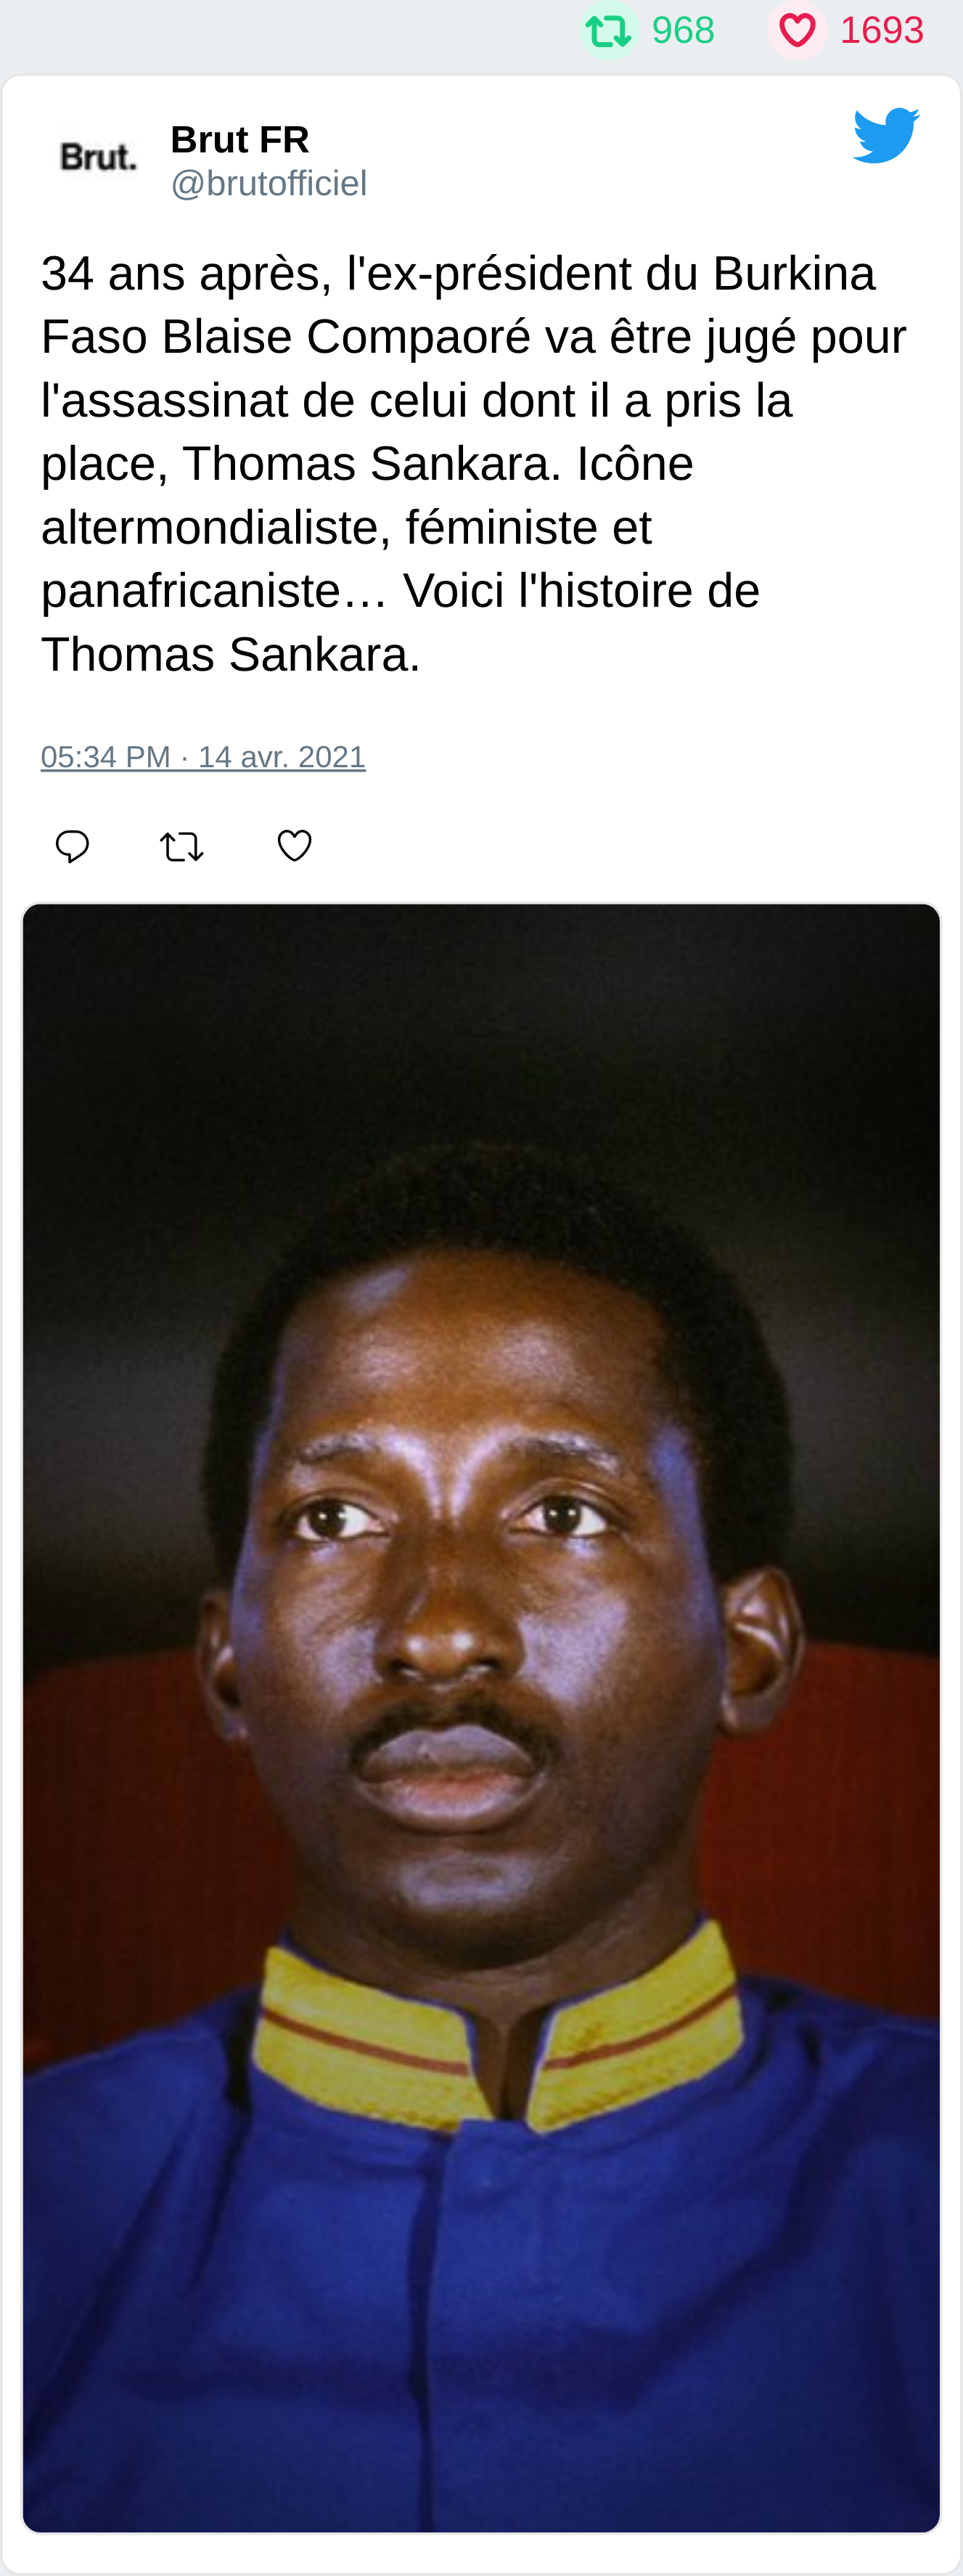 968 1693
Brut.
Brut FR
@brutofficiel
34 ans après, l'ex-président du Burkina
Faso Blaise Compaoré va être jugé pour
l'assassinat de celui dont il a pris la
place, Thomas Sankara. Icône
altermondialiste, féministe et
panafricaniste… Voici l'histoire de
Thomas Sankara.
05:34 PM · 14 avr. 2021